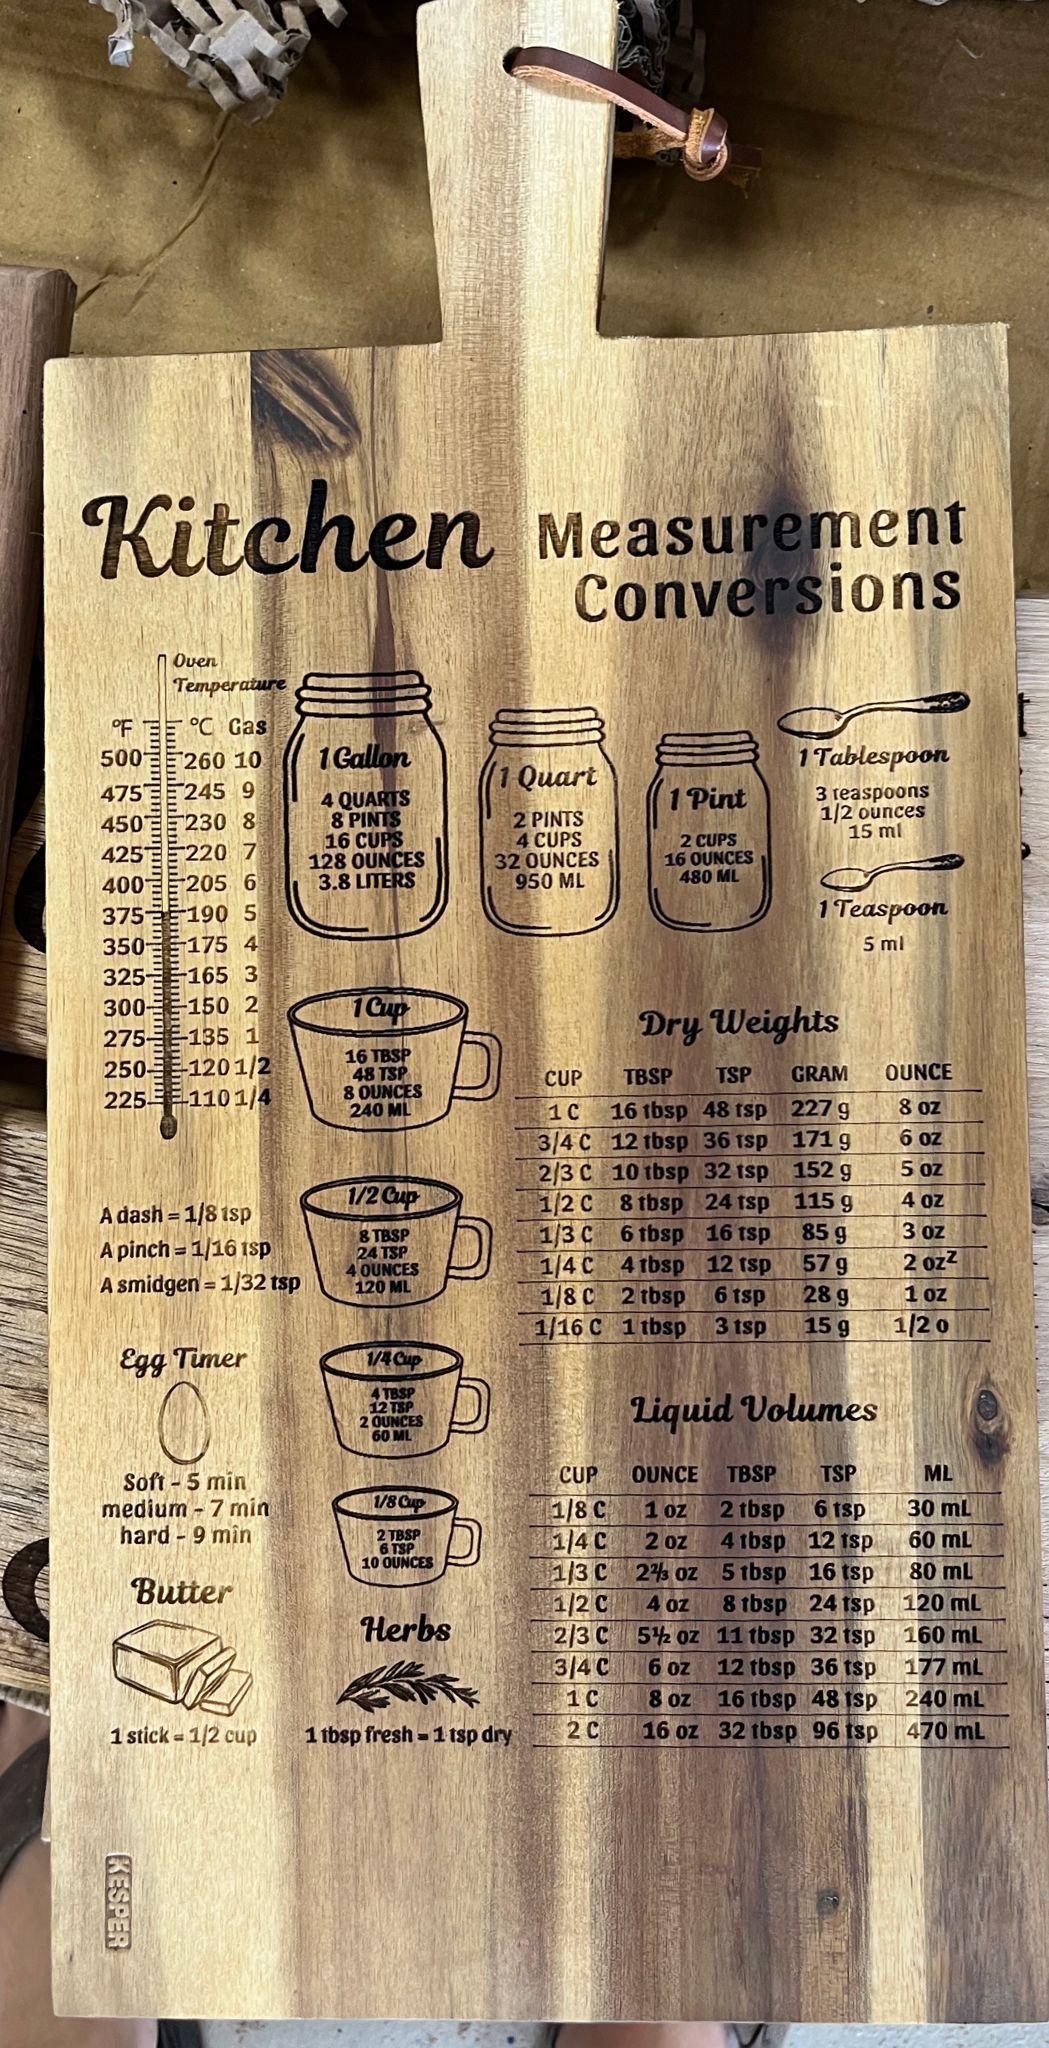 Kitchen
Measurement
Conversions
Oven
Temperature
°F °C Gas
500 260 10
475 245 9
450 230 8
425 220 7
400 205 6
375 190 5
350 175 4
325 165 3
300 150 2
275 135 1
250 120 1/2
225 110 1/4
1 Gallon
4 QUARTS
8 PINTS
16 CUPS
128 OUNCES
3.8 LITERS
1 Quart
2 PINTS
4 CUPS
32 OUNCES
950 ML
1 Pint
2 CUPS
16 OUNCES
480 ML
1 Tablespoon
3 teaspoons
1/2 ounces
15 ml
1 Teaspoon
5 ml
1 Cup
16 TBSP
48 TSP
8 OUNCES
240 ML
1/2 Cup
8 TBSP
24 TSP
4 OUNCES
120 ML
1/4 Cup
4 TBSP
12 TSP
2 OUNCES
60 ML
1/8 Cup
2 TBSP
6 TSP
10 OUNCES
A dash = 1/8 tsp
A pinch = 1/16 tsp
A smidgen = 1/32 tsp
Egg Timer
Soft - 5 min
medium - 7 min
hard - 9 min
Butter
1 stick = 1/2 cup
Herbs
1 tbsp fresh = 1 tsp dry
Dry Weights
CUP TBSP TSP GRAM OUNCE
1 C 16 tbsp 48 tsp 227 g 8 oz
3/4 C 12 tbsp 36 tsp 171 g 6 oz
2/3 C 10 tbsp 32 tsp 152 g 5 oz
1/2 C 8 tbsp 24 tsp 115 g 4 oz
1/3 C 6 tbsp 16 tsp 85 g 3 oz
1/4 C 4 tbsp 12 tsp 57 g 2 ozz
1/8 C 2 tbsp 6 tsp 28 g 1 oz
1/16 C 1 tbsp 3 tsp 15 g 1/2 o
Liquid Volumes
CUP OUNCE TBSP TSP ML
1/8 C 1 oz 2 tbsp 6 tsp 30 mL
1/4 C 2 oz 4 tbsp 12 tsp 60 mL
1/3 C 2⅔ oz 5 tbsp 16 tsp 80 mL
1/2 C 4 oz 8 tbsp 24 tsp 120 mL
2/3 C 5½ oz 11 tbsp 32 tsp 160 mL
3/4 C 6 oz 12 tbsp 36 tsp 177 mL
1 C 8 oz 16 tbsp 48 tsp 240 mL
2 C 16 oz 32 tbsp 96 tsp 470 mL
KESPER